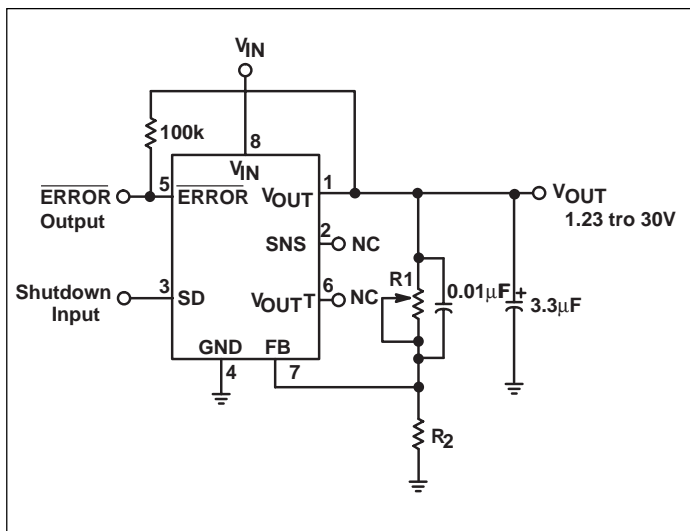 VIN
100k
8
VIN
5
ERROR
ERROR
Output
VOUT
1
VOUT
1.23 tro 30V
SNS
2
NC
Shutdown
Input
3
SD
VOUTT
6
NC
R1
0.01μF
+
3.3μF
GND
FB
4
7
R2